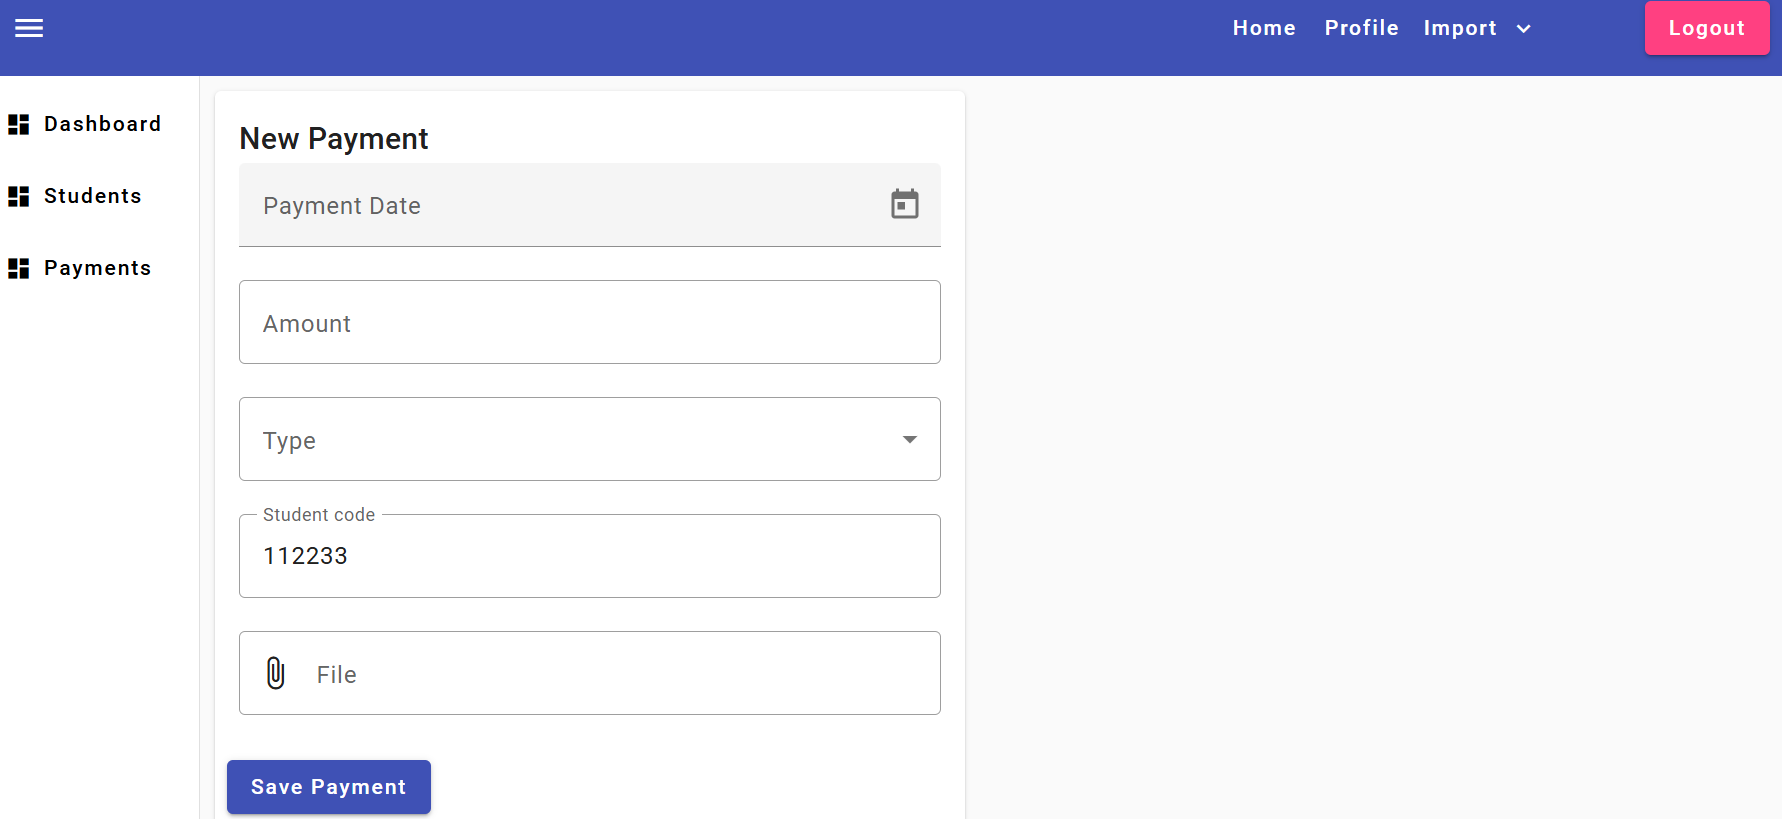 Home Profile Import Logout
Dashboard
Students
Payments
New Payment
Payment Date
Amount
Type
Student code
112233
File
Save Payment